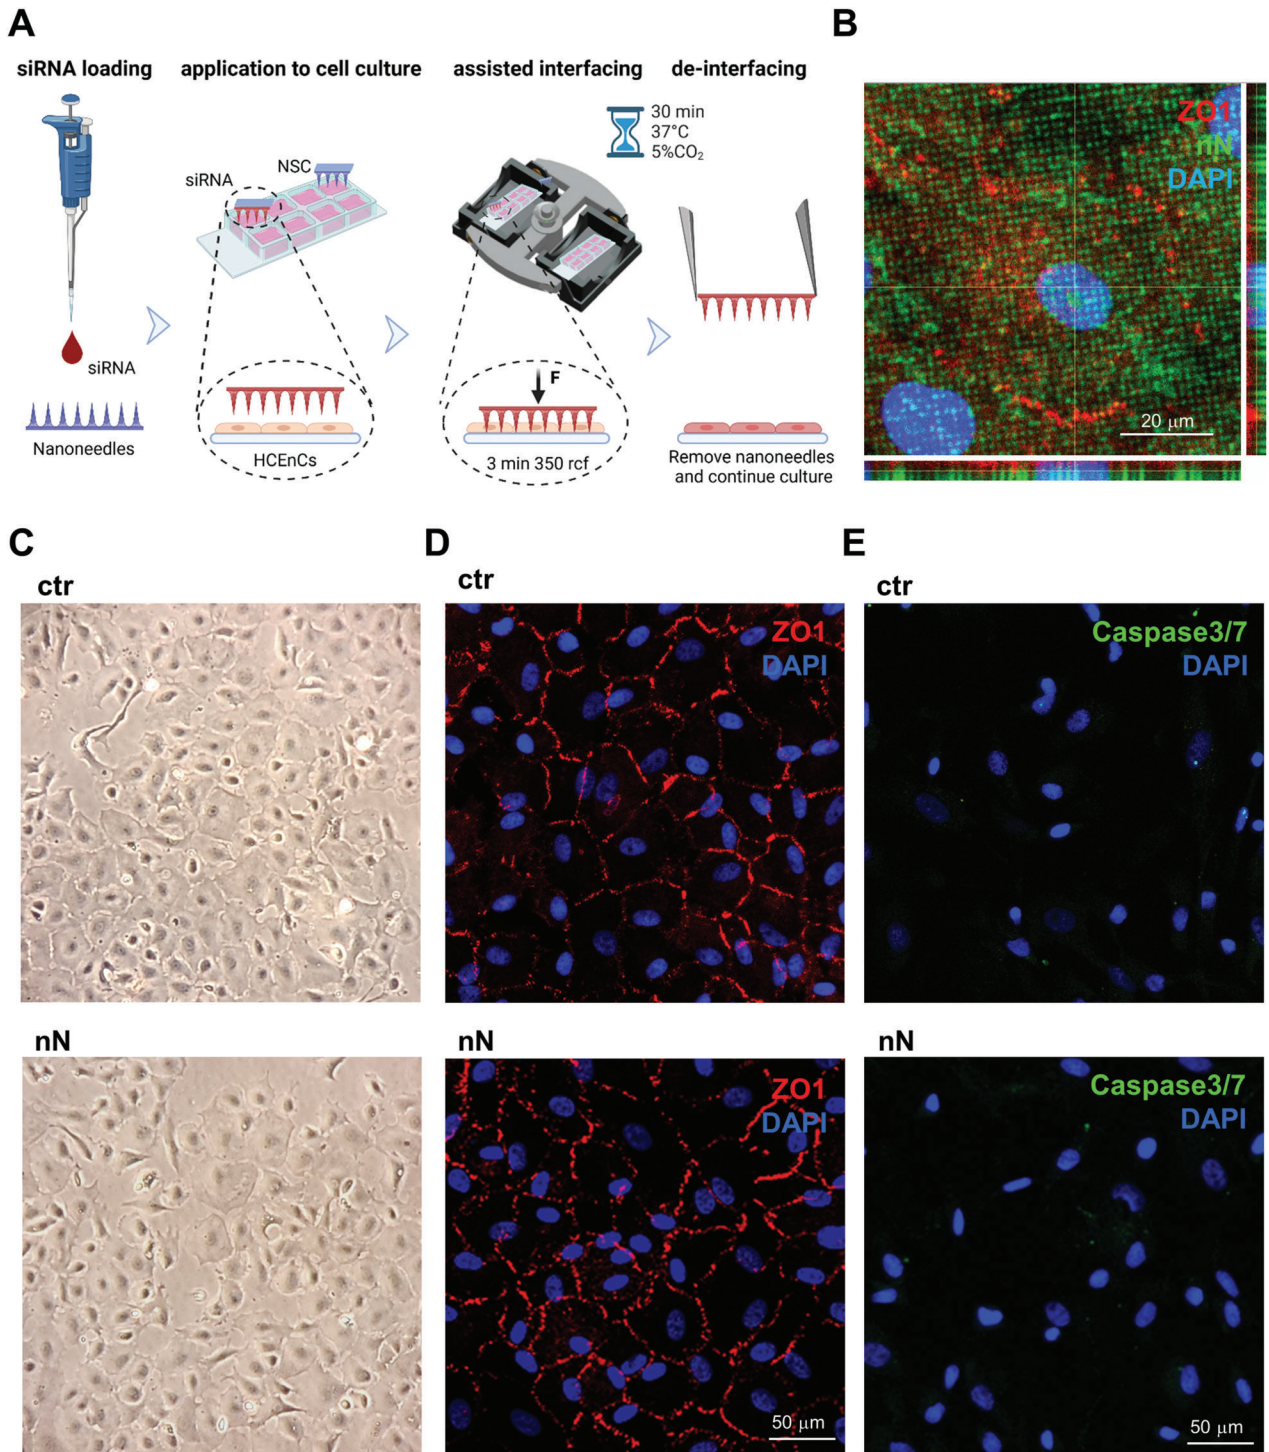 A
siRNA loading
application to cell culture
assisted interfacing
de-interfacing
30 min
37°C
5%CO₂
NSC
siRNA
siRNA
F
Nanoneedles
HCEnCs
3 min 350 rcf
Remove nanoneedles
and continue culture
B
ZO1
nN
DAPI
20 μm
C
ctr
nN
D
ctr
ZO1
DAPI
nN
ZO1
DAPI
50 μm
E
ctr
Caspase3/7
DAPI
nN
Caspase3/7
DAPI
50 μm